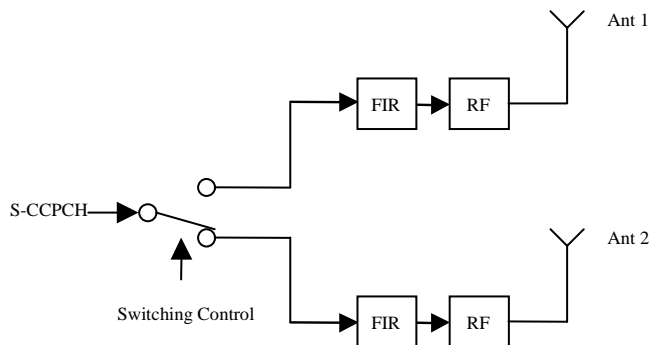 Ant 1
FIR
RF
S-CCPCH
Ant 2
Switching Control
FIR
RF